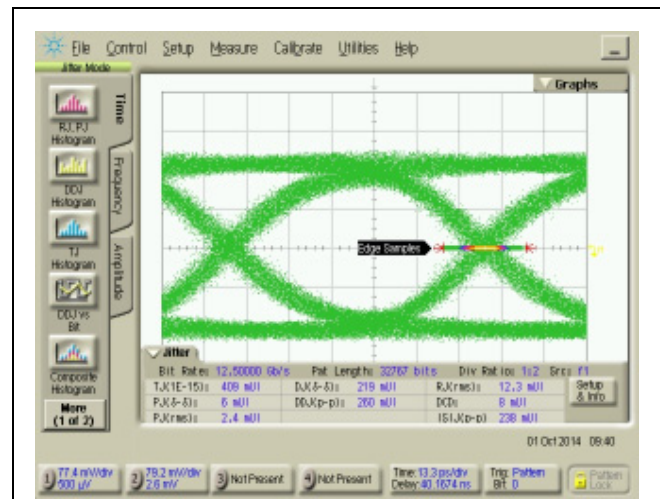 File Control Setup Measure Calibrate Utilities Help
Jitter Mode
Graphs
Time
Frequency
Amplitude
RJ, PJ
Histogram
DDJ
Histogram
TJ
Histogram
DDJ vs
Bit
Composite
Histogram
More
(1 of 2)
Edge Samples
Jitter
Bit Rate: 12.50000 Gb/s Pat Length: 32767 bits Div Ratio: 1:2 Src: f1
TJ(1E-15): 409 mUI DJ(δ-δ): 219 mUI RJ(rms): 12.3 mUI
PJ(δ-δ): 6 mUI DDJ(p-p): 260 mUI DCD: 8 mUI
PJ(rms): 2.4 mUI ISI(p-p) 238 mUI
Setup
& Info
01 Oct 2014 09:40
1) 77.4 mW/div
500 µV
2) 79.2 mW/div
2.6 mV
3) Not Present
4) Not Present
Time: 13.3 ps/div
Delay: 40.1674 ns
Trig: Pattern
Bit: 0
Pattern
Lock